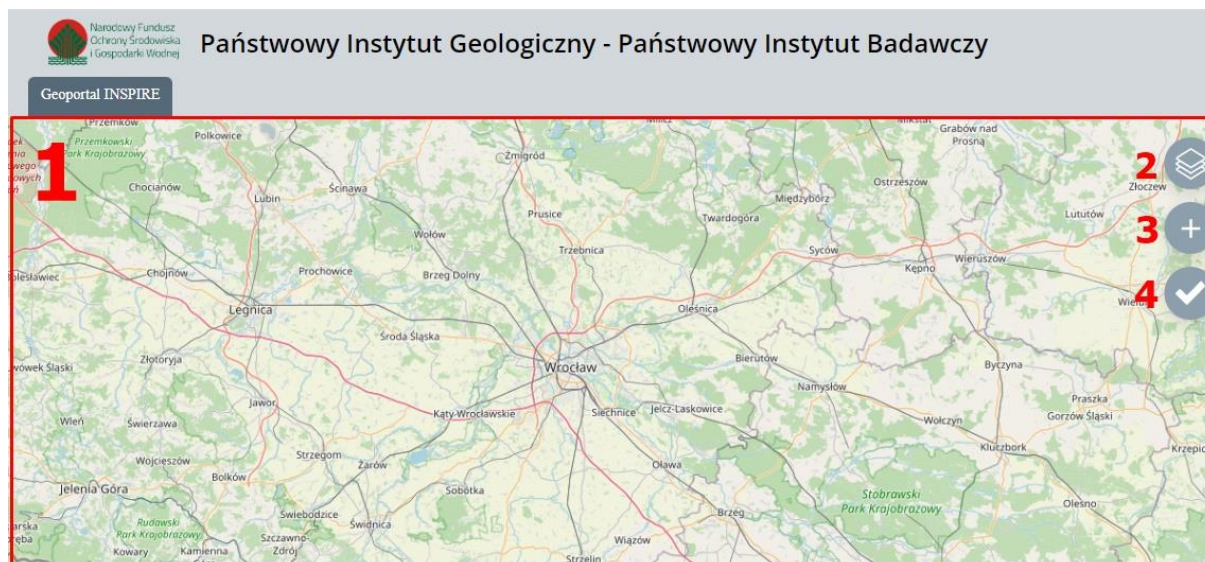 Narodowy Fundusz
Ochrony Środowiska
i Gospodarki Wodnej
Państwowy Instytut Geologiczny - Państwowy Instytut Badawczy
Geoportal INSPIRE
1
2
3
4
Przemków
Przemkowski
Park Krajobrazowy
Polkowice
Żmigród
Grabów nad
Prosną
Chocianów
Lubin
Ścinawa
Ostrzeszów
Złoczew
Prusice
Międzybórz
Twardogóra
Lututów
Wołów
Trzebnica
Syców
Wieruszów
Kępno
Chojnów
Prochowice
Brzeg Dolny
Legnica
Oleśnica
Środa Śląska
Złotoryja
Wrocław
Bierutów
Byczyna
Namysłów
Jawor
Kąty Wrocławskie
Siechnice
Jelcz-Laskowice
Praszka
Gorzów Śląski
Wleń
Świerzawa
Wołczyn
Kluczbork
Strzegom
Wojcieszów
Żarów
Oława
Bolków
Jelenia Góra
Sobótka
Stobrawski
Park Krajobrazowy
Olesno
Brzeg
Świebodzice
Świdnica
Rudawski
Park Krajobrazowy
Szczawno-
Zdrój
Wiązów
Kowary
Kamienna
Strzelin